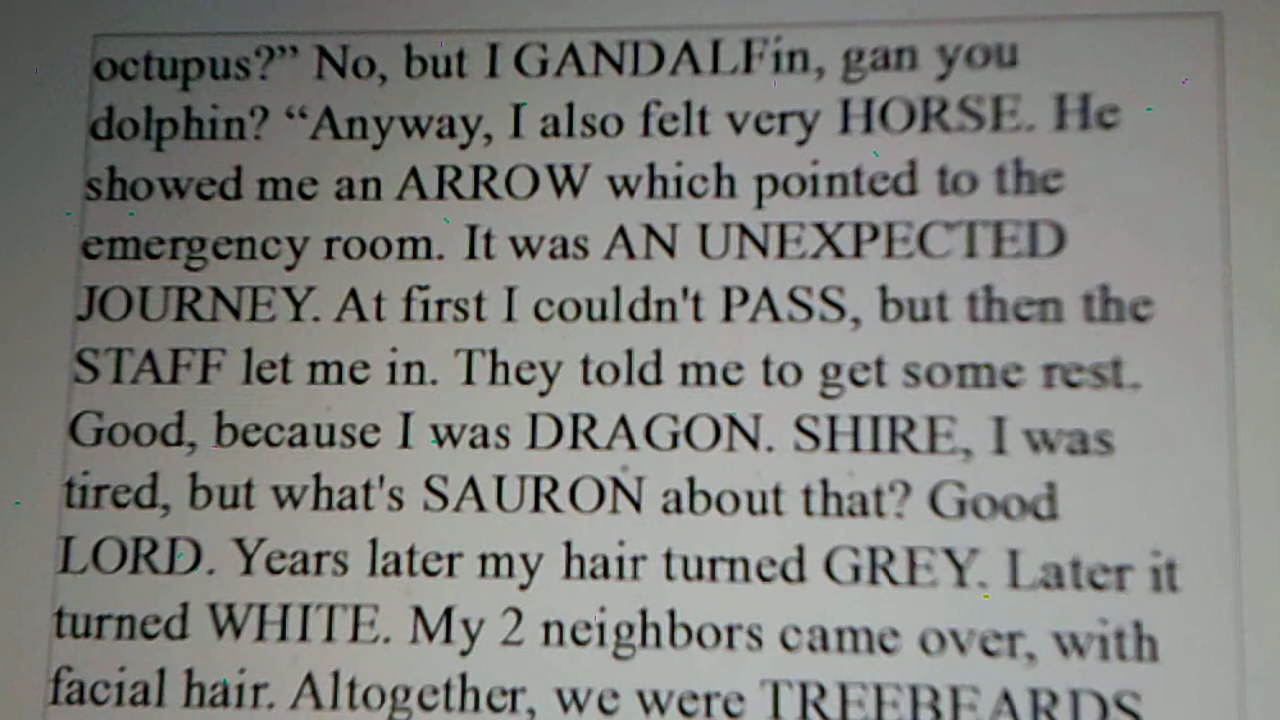 octupus?” No, but I GANDALFin, gan you
dolphin? “Anyway, I also felt very HORSE. He
showed me an ARROW which pointed to the
emergency room. It was AN UNEXPECTED
JOURNEY. At first I couldn't PASS, but then the
STAFF let me in. They told me to get some rest.
Good, because I was DRAGON. SHIRE, I was
tired, but what's SAURON about that? Good
LORD. Years later my hair turned GREY. Later it
turned WHITE. My 2 neighbors came over, with
facial hair. Altogether, we were TREEBEARDS